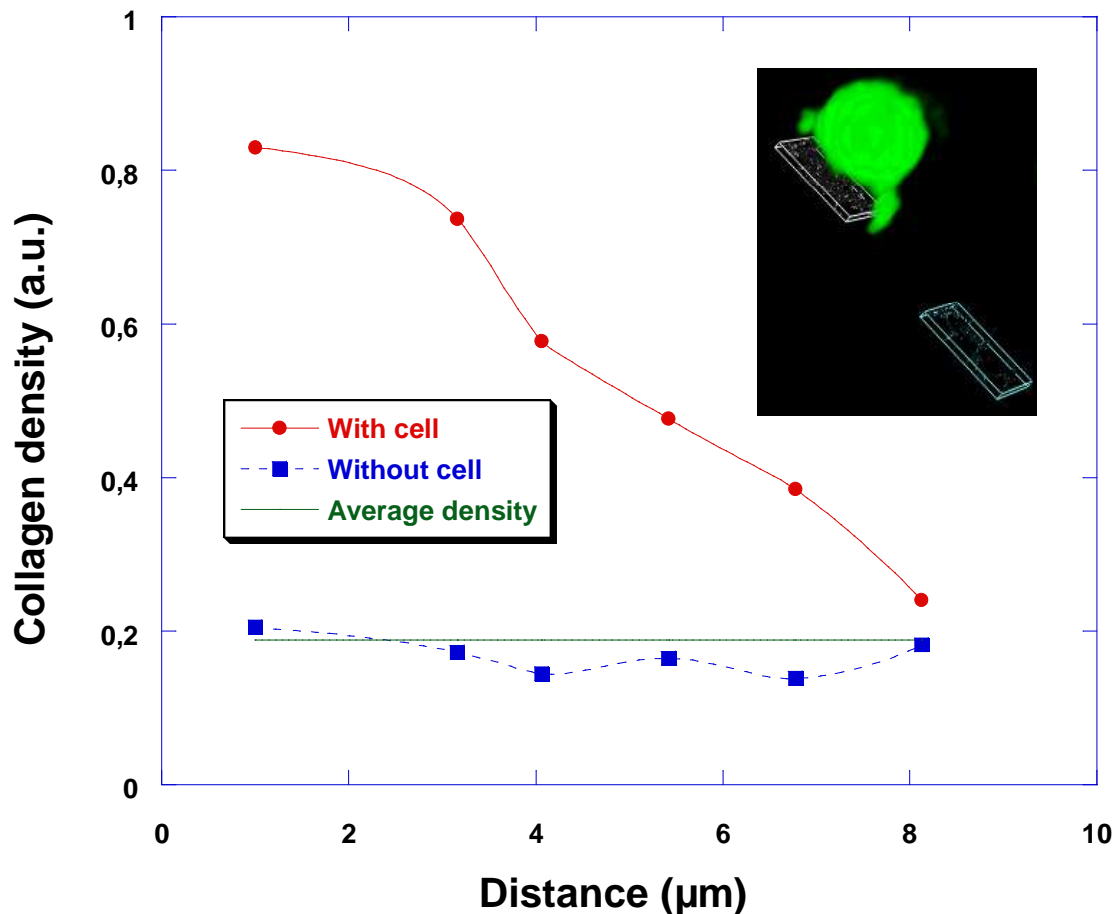 Collagen density (a.u.)
1
0,8
0,6
0,4
0,2
0
With cell
Without cell
Average density
0 2 4 6 8 10
Distance (µm)